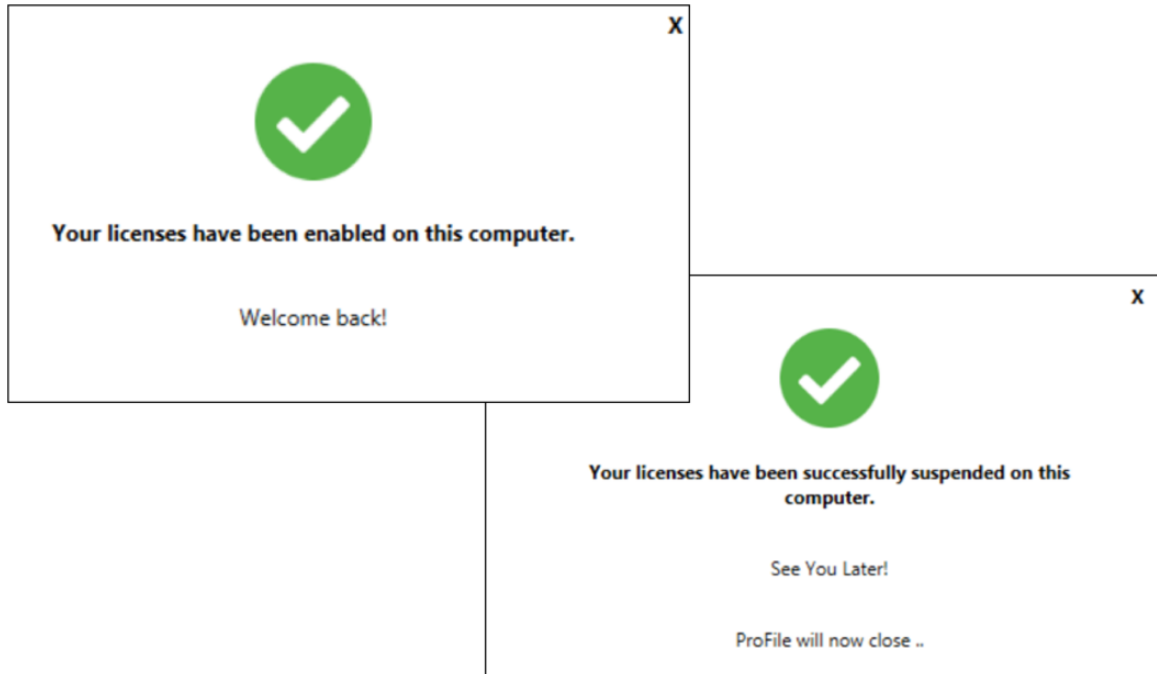 X
Your licenses have been enabled on this computer.
Welcome back!
X
Your licenses have been successfully suspended on this
computer.
See You Later!
ProFile will now close ..